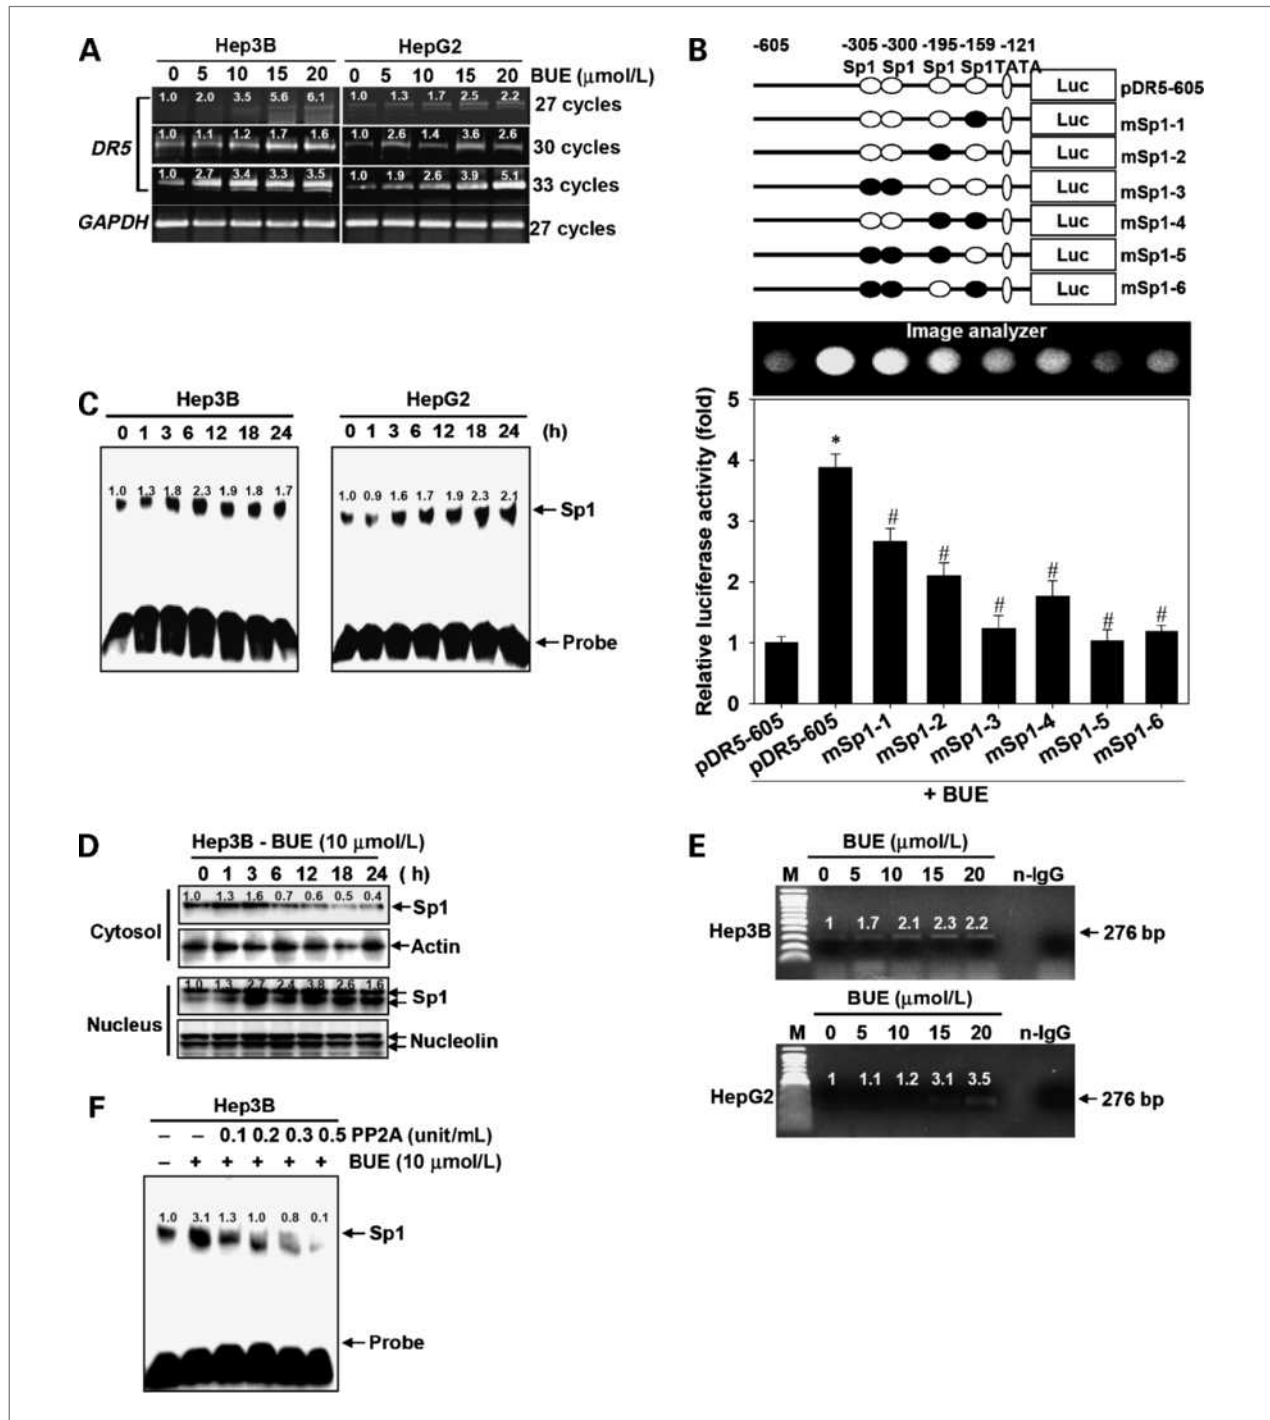 A
Hep3B HepG2
0 5 10 15 20 0 5 10 15 20 BUE (μmol/L)
1.0 2.0 3.5 5.6 6.1 1.0 1.3 1.7 2.5 2.2 27 cycles
DR5
1.0 1.1 1.2 1.7 1.6 1.0 2.6 1.4 3.6 2.6 30 cycles
1.0 2.7 3.4 3.3 3.5 1.0 1.9 2.6 3.9 5.1 33 cycles
GAPDH 27 cycles
B
-605 -305 -300 -195 -159 -121
Sp1 Sp1 Sp1 Sp1 TATA
Luc pDR5-605
Luc mSp1-1
Luc mSp1-2
Luc mSp1-3
Luc mSp1-4
Luc mSp1-5
Luc mSp1-6
Image analyzer
Relative luciferase activity (fold)
5
4
3
2
1
0
*
#
#
#
#
#
#
pDR5-605 pDR5-605 mSp1-1 mSp1-2 mSp1-3 mSp1-4 mSp1-5 mSp1-6
+ BUE
C
Hep3B HepG2
0 1 3 6 12 18 24 0 1 3 6 12 18 24 (h)
1.0 1.3 1.8 2.3 1.9 1.8 1.7 1.0 0.9 1.6 1.7 1.9 2.3 2.1
Sp1
Probe
D
Hep3B - BUE (10 μmol/L)
0 1 3 6 12 18 24 ( h)
1.0 1.3 1.6 0.7 0.6 0.5 0.4 Sp1
Cytosol
Actin
1.0 1.3 2.7 2.4 3.8 2.6 1.6 Sp1
Nucleus
Nucleolin
E
BUE (μmol/L)
M 0 5 10 15 20 n-IgG
Hep3B 1 1.7 2.1 2.3 2.2 276 bp
BUE (μmol/L)
M 0 5 10 15 20 n-IgG
1 1.1 1.2 3.1 3.5
HepG2 276 bp
F
Hep3B
– – 0.1 0.2 0.3 0.5 PP2A (unit/mL)
– + + + + + BUE (10 μmol/L)
1.0 3.1 1.3 1.0 0.8 0.1
Sp1
Probe